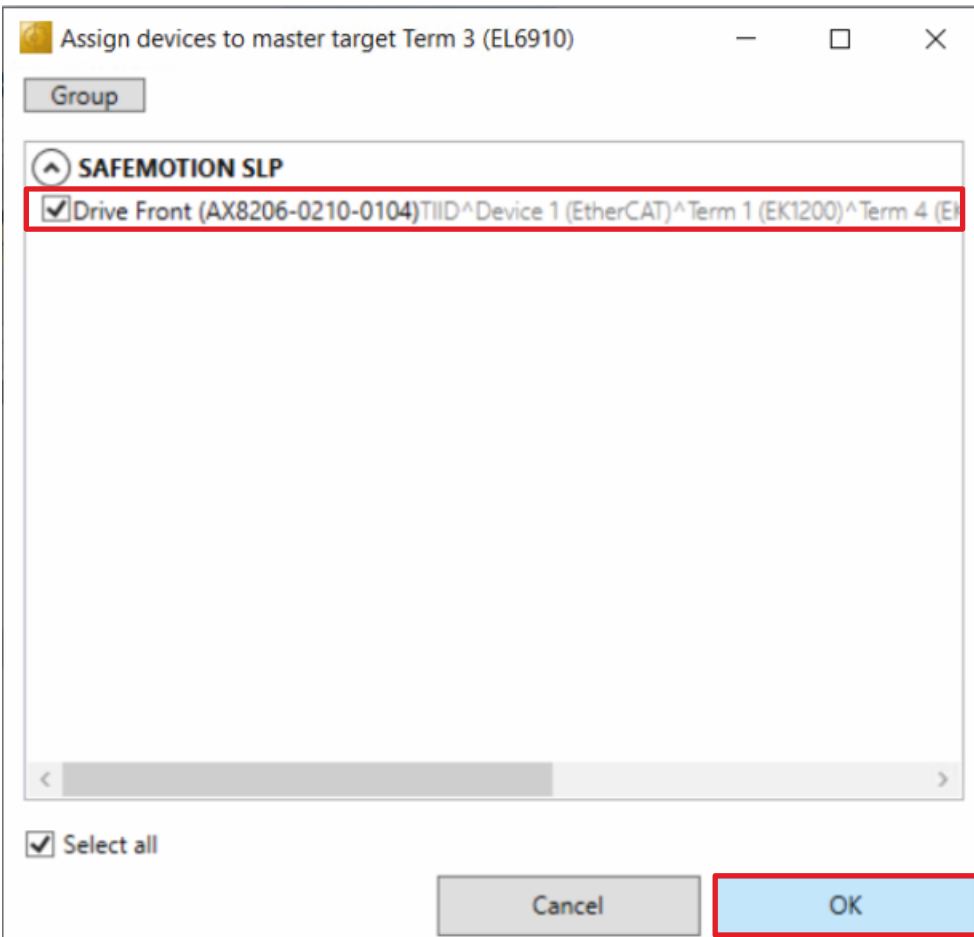 Assign devices to master target Term 3 (EL6910)
Group
SAFEMOTION SLP
Drive Front (AX8206-0210-0104)TIID^Device 1 (EtherCAT)^Term 1 (EK1200)^Term 4 (
Select all
Cancel
OK